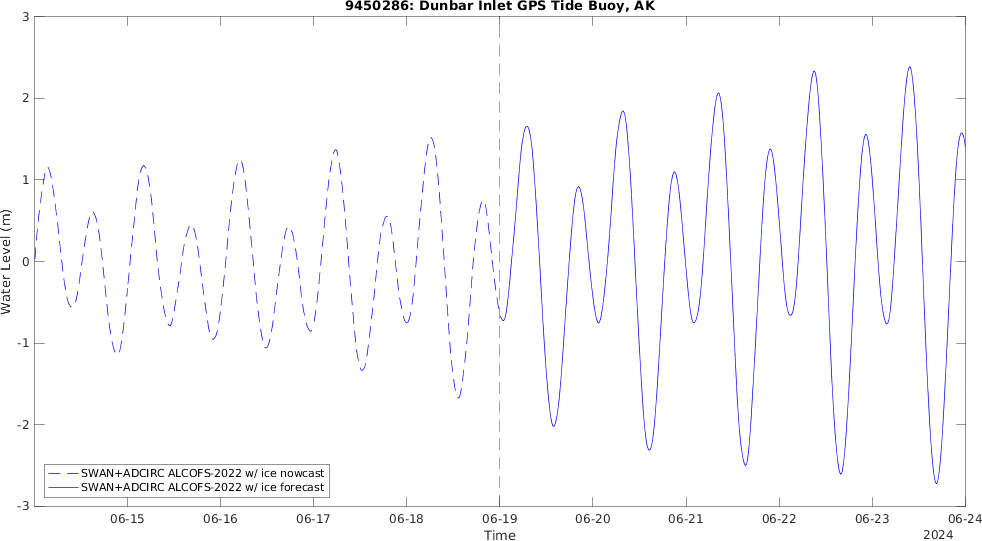 9450286: Dunbar Inlet GPS Tide Buoy, AK
3
2
1
0
-1
-2
-3
Water Level (m)
SWAN+ADCIRC ALCOFS-2022 w/ ice nowcast
SWAN+ADCIRC ALCOFS-2022 w/ ice forecast
06-15 06-16 06-17 06-18 06-19 06-20 06-21 06-22 06-23 06-24
Time
2024